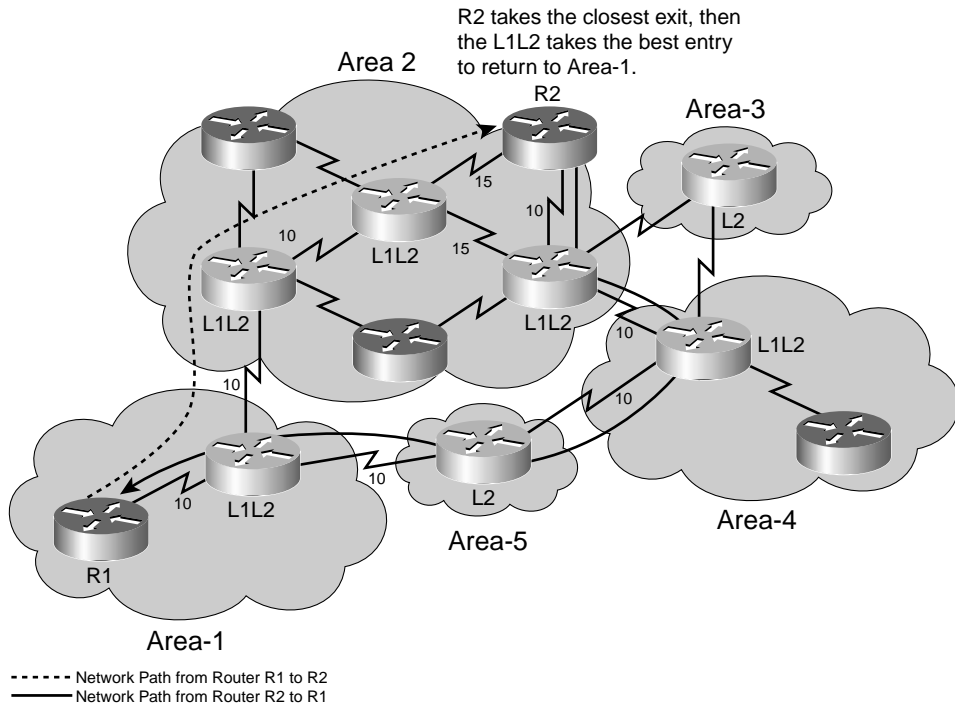 R2 takes the closest exit, then
the L1L2 takes the best entry
to return to Area-1.
Area 2
R2
Area-3
15
10
L2
10
L1L2
15
L1L2
L1L2
10
L1L2
10
10
10
L1L2
10
L2
R1
Area-5
Area-4
Area-1
Network Path from Router R1 to R2
Network Path from Router R2 to R1